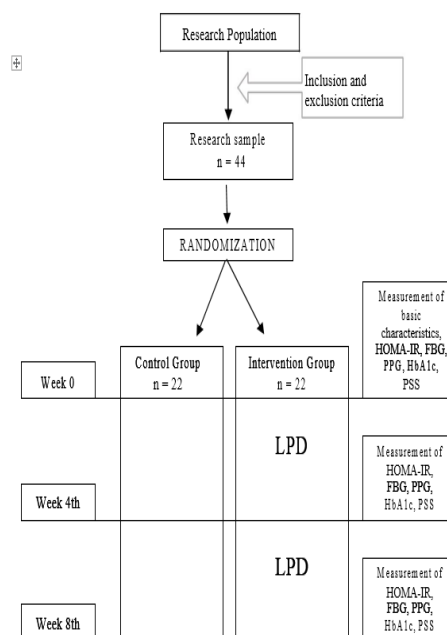 Research Population
Inclusion and
exclusion criteria
Research sample
n = 44
RANDOMIZATION
Measurement of
basic
characteristics,
HOMA-IR, FBG,
PPG, HbA1c,
PSS
Control Group
n = 22
Intervention Group
n = 22
Week 0
LPD
Measurement of
HOMA-IR,
FBG, PPG,
HbA1c, PSS
Week 4th
LPD
Measurement of
HOMA-IR,
FBG, PPG,
HbA1c, PSS
Week 8th